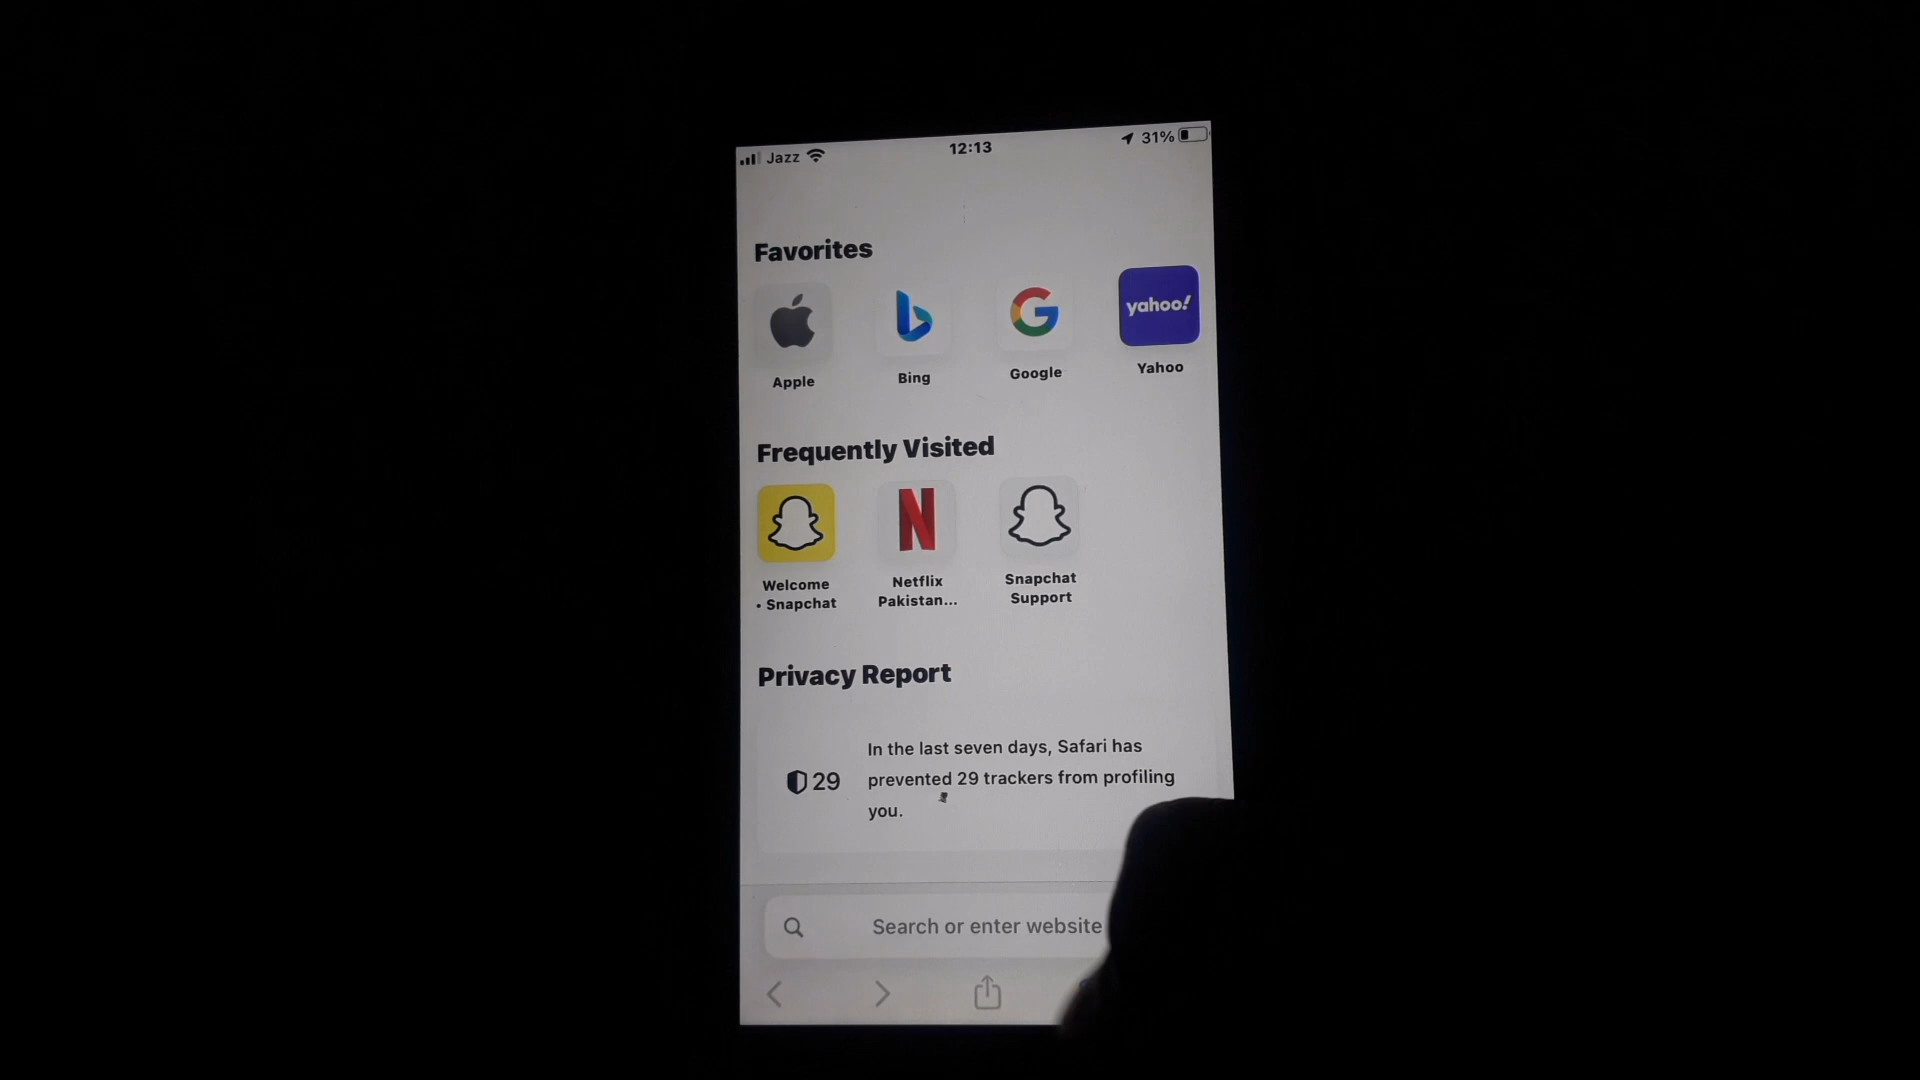 Jazz 12:13 31%
Favorites
yahoo!
Apple Bing Google Yahoo
Frequently Visited
Welcome Netflix Snapchat
• Snapchat Pakistan... Support
Privacy Report
In the last seven days, Safari has
29 prevented 29 trackers from profiling
you.
Search or enter website